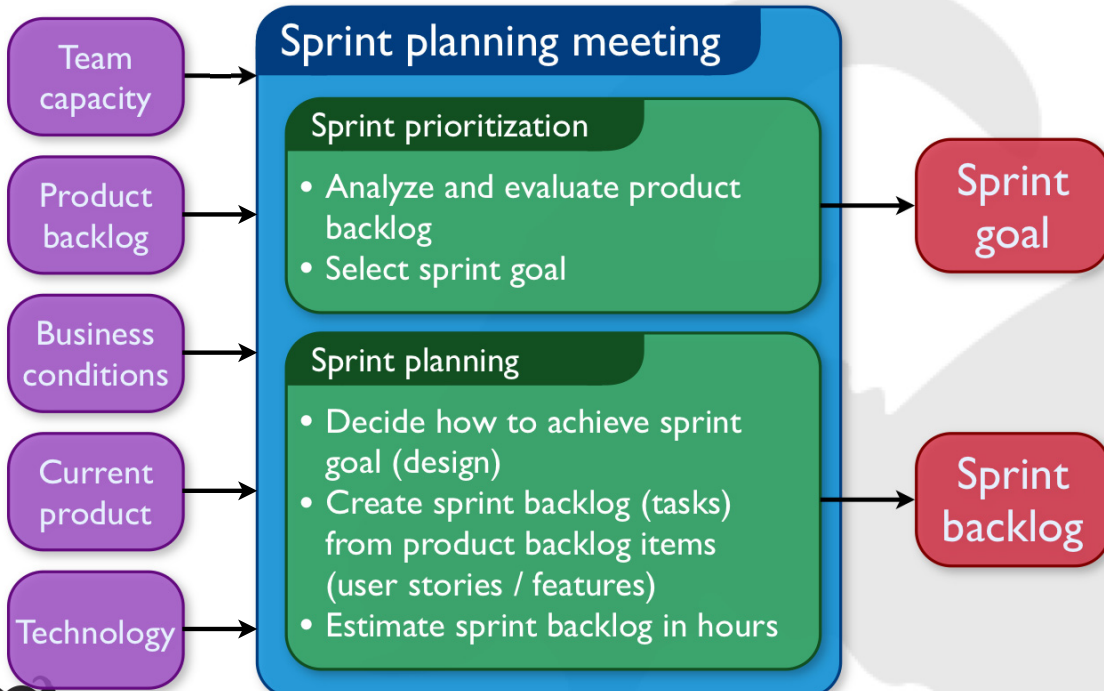 Team
capacity
Product
backlog
Business
conditions
Current
product
Technology
Sprint planning meeting
Sprint prioritization
• Analyze and evaluate product
backlog
• Select sprint goal
Sprint planning
• Decide how to achieve sprint
goal (design)
• Create sprint backlog (tasks)
from product backlog items
(user stories / features)
• Estimate sprint backlog in hours
Sprint
goal
Sprint
backlog